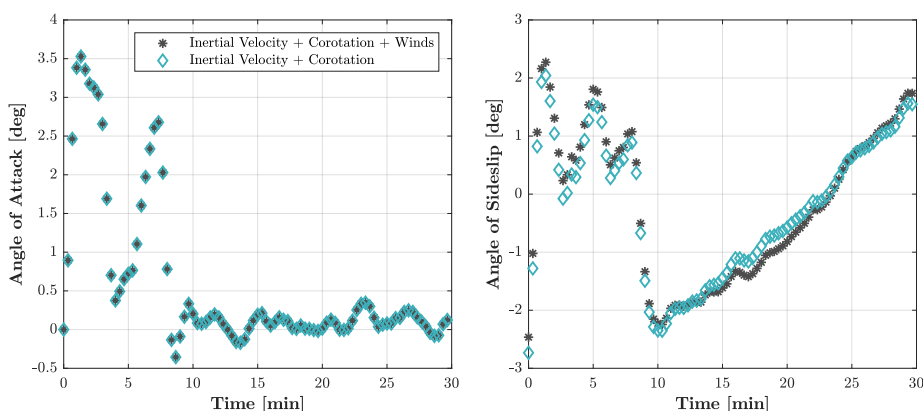 4
3.5
3
2.5
2
1.5
1
0.5
0
-0.5
Angle of Attack [deg]
Inertial Velocity + Corotation + Winds
Inertial Velocity + Corotation
0 5 10 15 20 25 30
Time [min]
3
2
1
0
-1
-2
-3
Angle of Sideslip [deg]
0 5 10 15 20 25 30
Time [min]